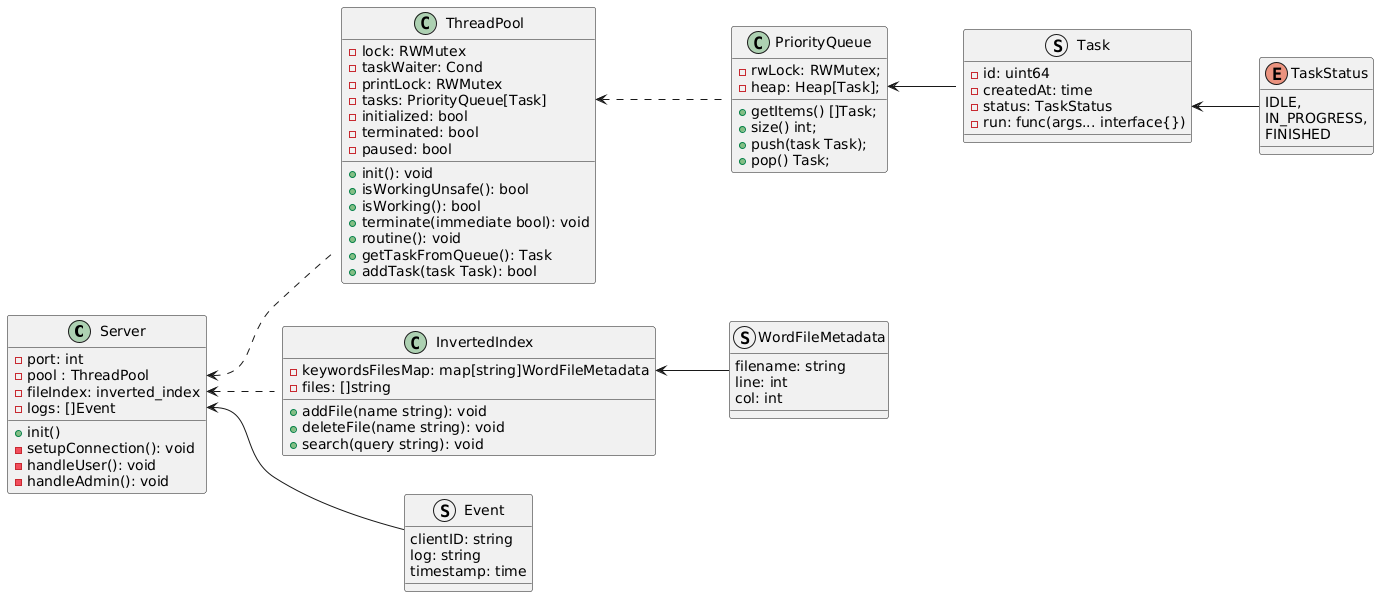 C ThreadPool
lock: RWMutex
taskWaiter: Cond
printLock: RWMutex
tasks: PriorityQueue[Task]
initialized: bool
terminated: bool
paused: bool
init(): void
isWorkingUnsafe(): bool
isWorking(): bool
terminate(immediate bool): void
routine(): void
getTaskFromQueue(): Task
addTask(task Task): bool
C PriorityQueue
rwLock: RWMutex;
heap: Heap[Task];
getItems() []Task;
size() int;
push(task Task);
pop() Task;
S Task
id: uint64
createdAt: time
status: TaskStatus
run: func(args... interface{})
E TaskStatus
IDLE,
IN_PROGRESS,
FINISHED
C Server
port: int
pool : ThreadPool
fileIndex: inverted_index
logs: []Event
init()
setupConnection(): void
handleUser(): void
handleAdmin(): void
C InvertedIndex
keywordsFilesMap: map[string]WordFileMetadata
files: []string
addFile(name string): void
deleteFile(name string): void
search(query string): void
S WordFileMetadata
filename: string
line: int
col: int
S Event
clientID: string
log: string
timestamp: time